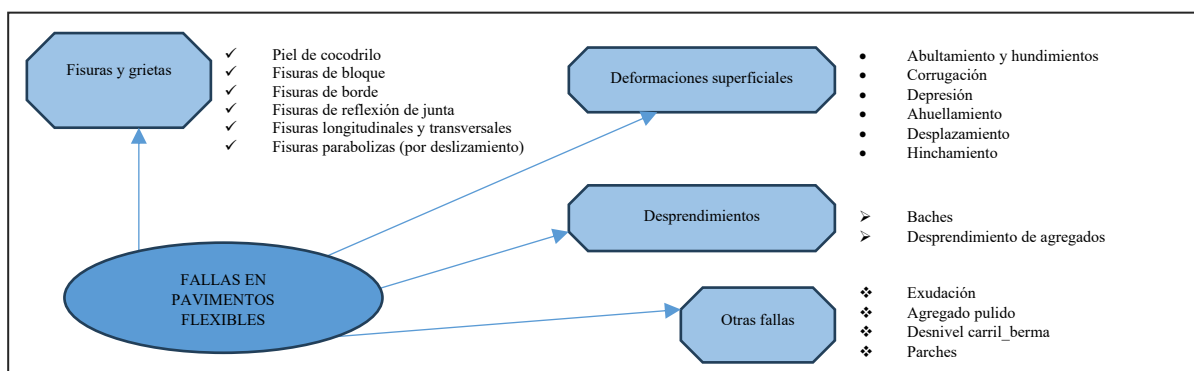 Fisuras y grietas
✓ Piel de cocodrilo
✓ Fisuras de bloque
✓ Fisuras de borde
✓ Fisuras de reflexión de junta
✓ Fisuras longitudinales y transversales
✓ Fisuras parabolizas (por deslizamiento)
Deformaciones superficiales
• Abultamiento y hundimientos
• Corrugación
• Depresión
• Ahuellamiento
• Desplazamiento
• Hinchamiento
Desprendimientos
➢ Baches
➢ Desprendimiento de agregados
FALLAS EN
PAVIMENTOS
FLEXIBLES
Otras fallas
❖ Exudación
❖ Agregado pulido
❖ Desnivel carril_berma
❖ Parches